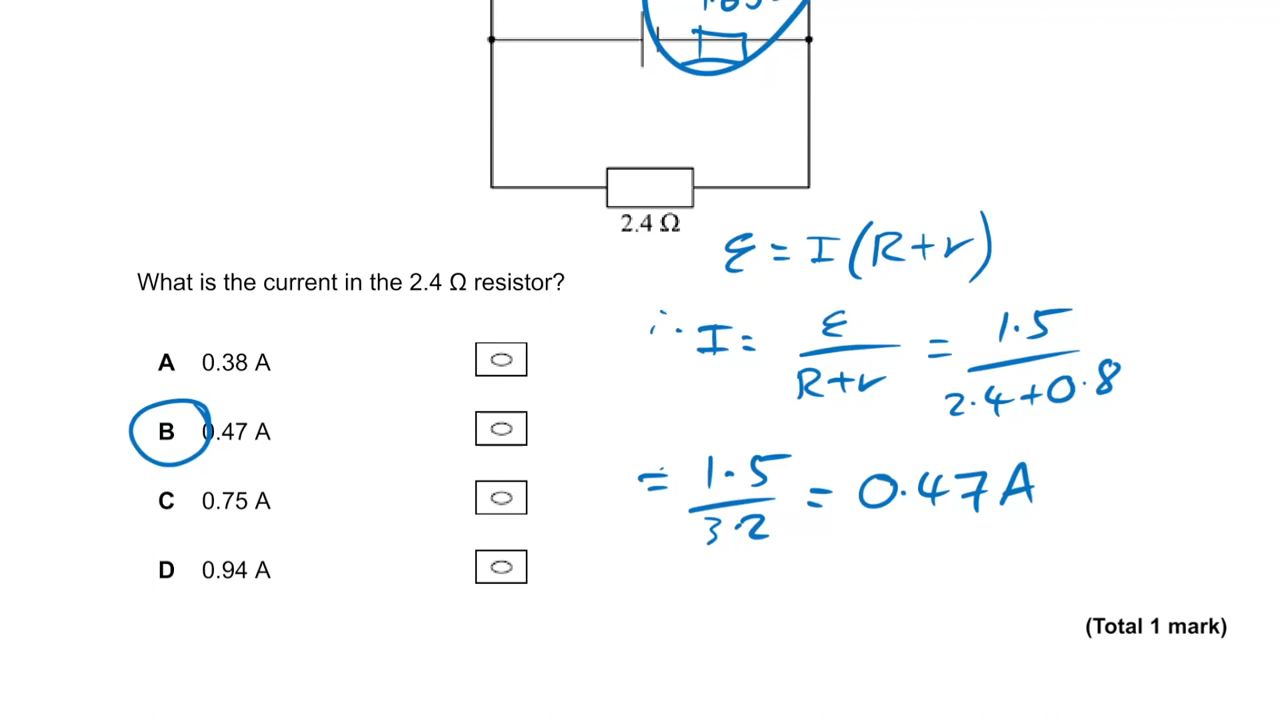 2.4 Ω
ε = I (R + r)
What is the current in the 2.4 Ω resistor?
∴ I = ε / R + r = 1.5 / 2.4 + 0.8
A 0.38 A
B 0.47 A
= 1.5 / 3.2 = 0.47 A
C 0.75 A
D 0.94 A
(Total 1 mark)